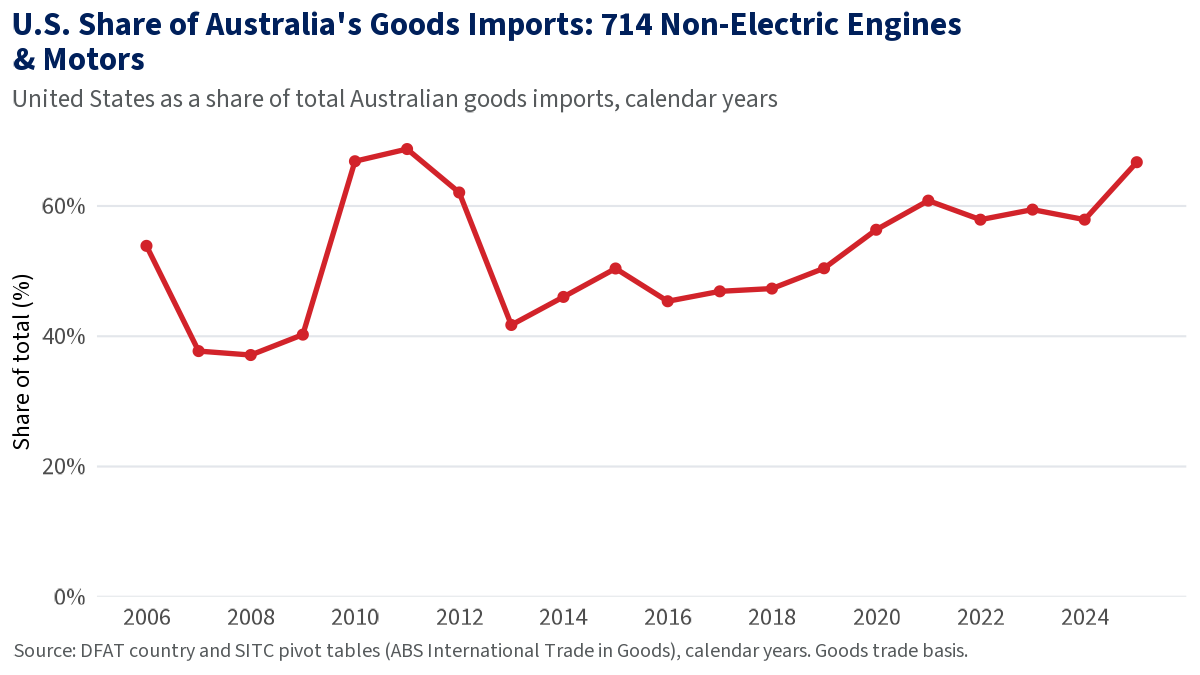 U.S. Share of Australia's Goods Imports: 714 Non-Electric Engines
& Motors
United States as a share of total Australian goods imports, calendar years
Share of total (%)
60%
40%
20%
0%
2006 2008 2010 2012 2014 2016 2018 2020 2022 2024
Source: DFAT country and SITC pivot tables (ABS International Trade in Goods), calendar years. Goods trade basis.